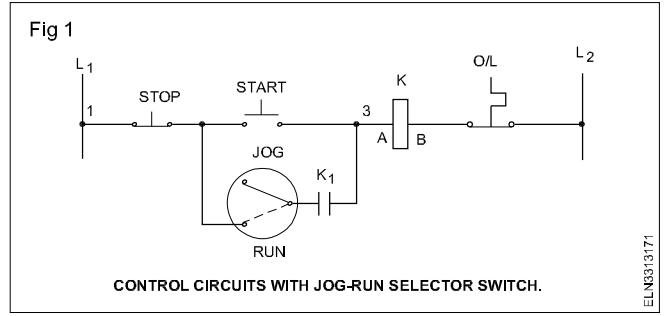 Fig 1
L1
L2
O/L
K
START
STOP
1
3
A
B
JOG
K1
RUN
CONTROL CIRCUITS WITH JOG-RUN SELECTOR SWITCH.
ELN3313171